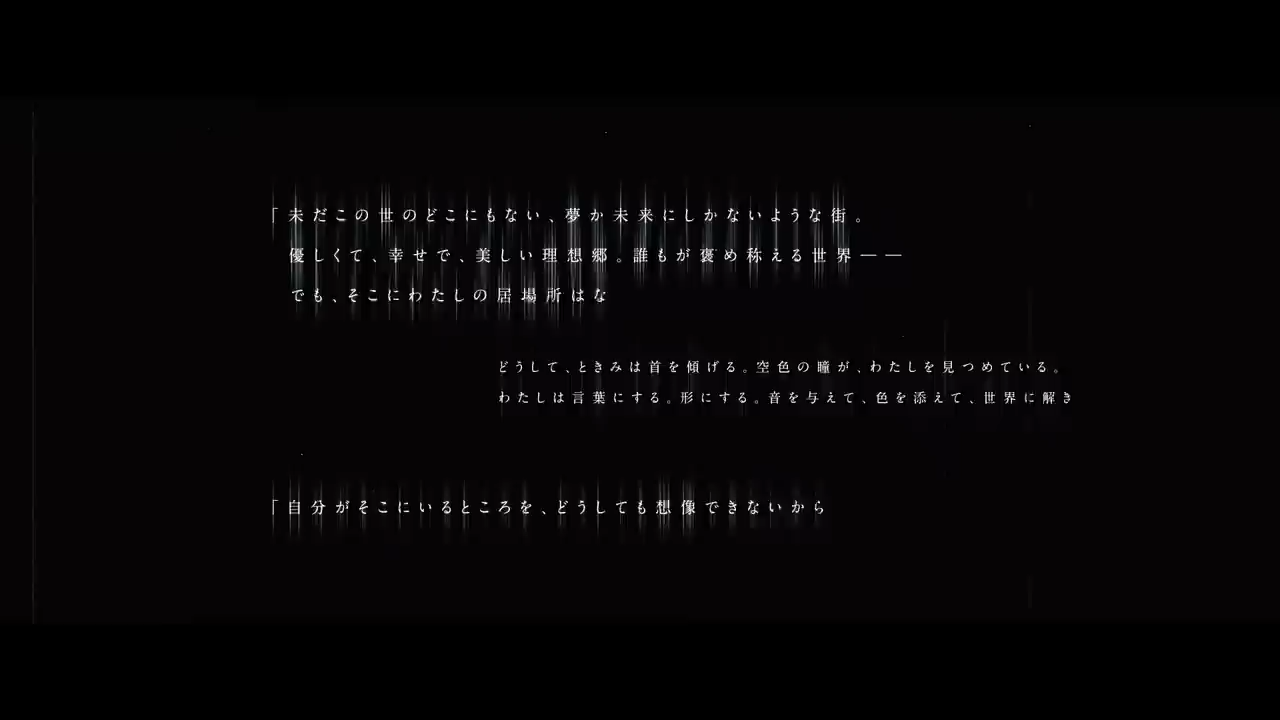 「未だこの世のどこにもない、夢か未来にしかないような街。
優しくて、幸せで、美しい理想郷。誰もが褒め称える世界――
でも、そこにわたしの居場所はな
どうして、ときみは首を傾げる。空色の瞳が、わたしを見つめている。
わたしは言葉にする。形にする。音を与えて、色を添えて、世界に解き
「自分がそこにいるところを、どうしても想像できないから